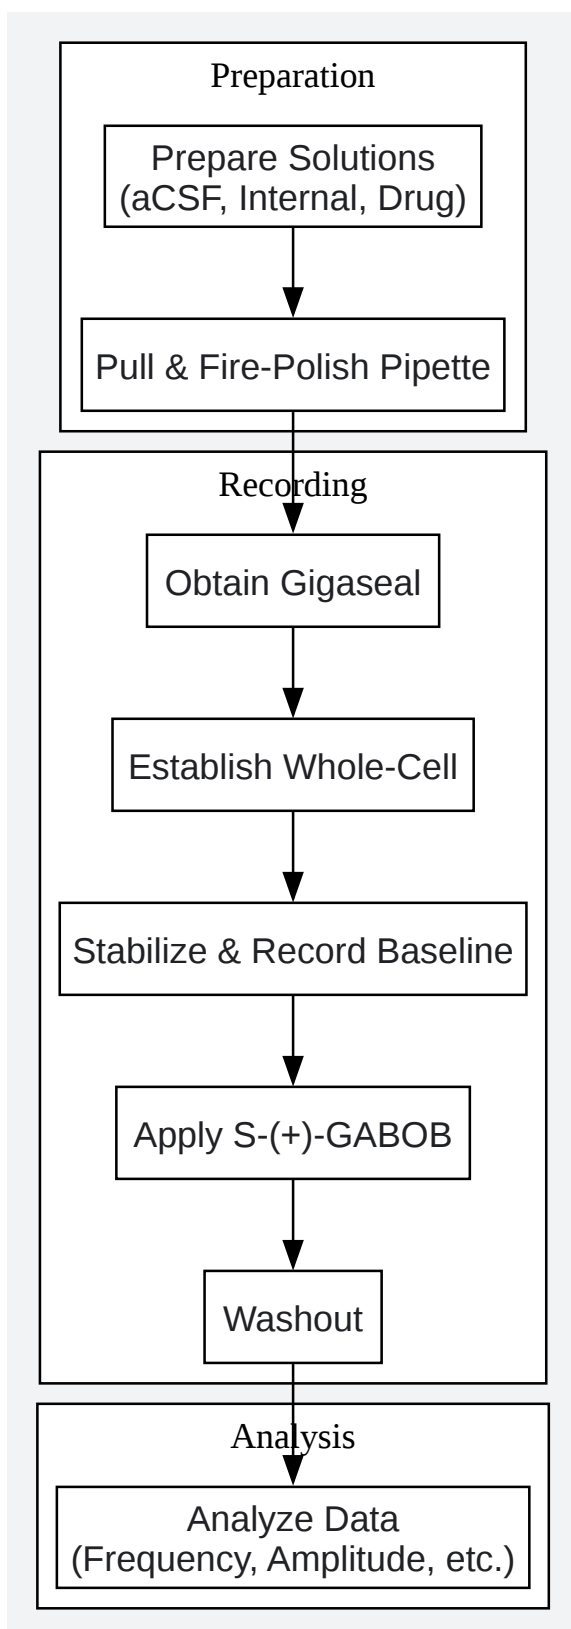 Preparation
Prepare Solutions
(aCSF, Internal, Drug)
Pull & Fire-Polish Pipette
Recording
Obtain Gigaseal
Establish Whole-Cell
Stabilize & Record Baseline
Apply S-(+)-GABOB
Washout
Analysis
Analyze Data
(Frequency, Amplitude, etc.)